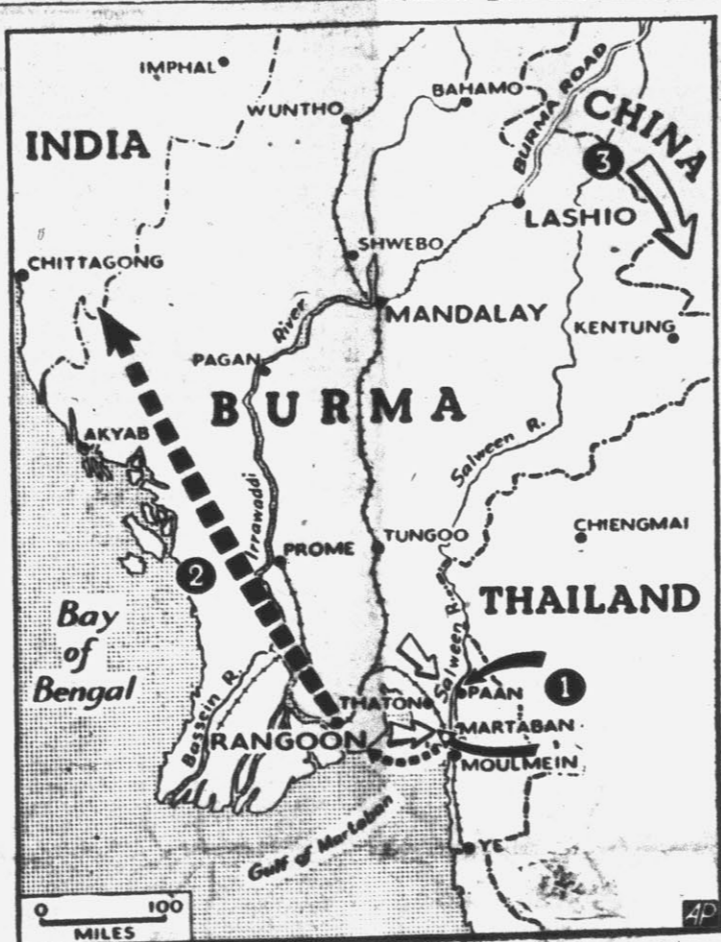 IMPHAL
WUNTHO
BAHAMO
BURMA ROAD
CHINA
INDIA
3
LASHIO
SHWEBO
CHITTAGONG
River
MANDALAY
KENTUNG
PAGAN
BURMA
AKYAB
Salween R.
Irrawaddi
CHIENGMAI
PROME
TUNGOO
2
THAILAND
Bay
of
Bengal
Salween R.
Bassein R.
PAAN
1
THATON
MARTABAN
RANGOON
MOULMEIN
Gulf of Martaban
YE
0 100
MILES
AP